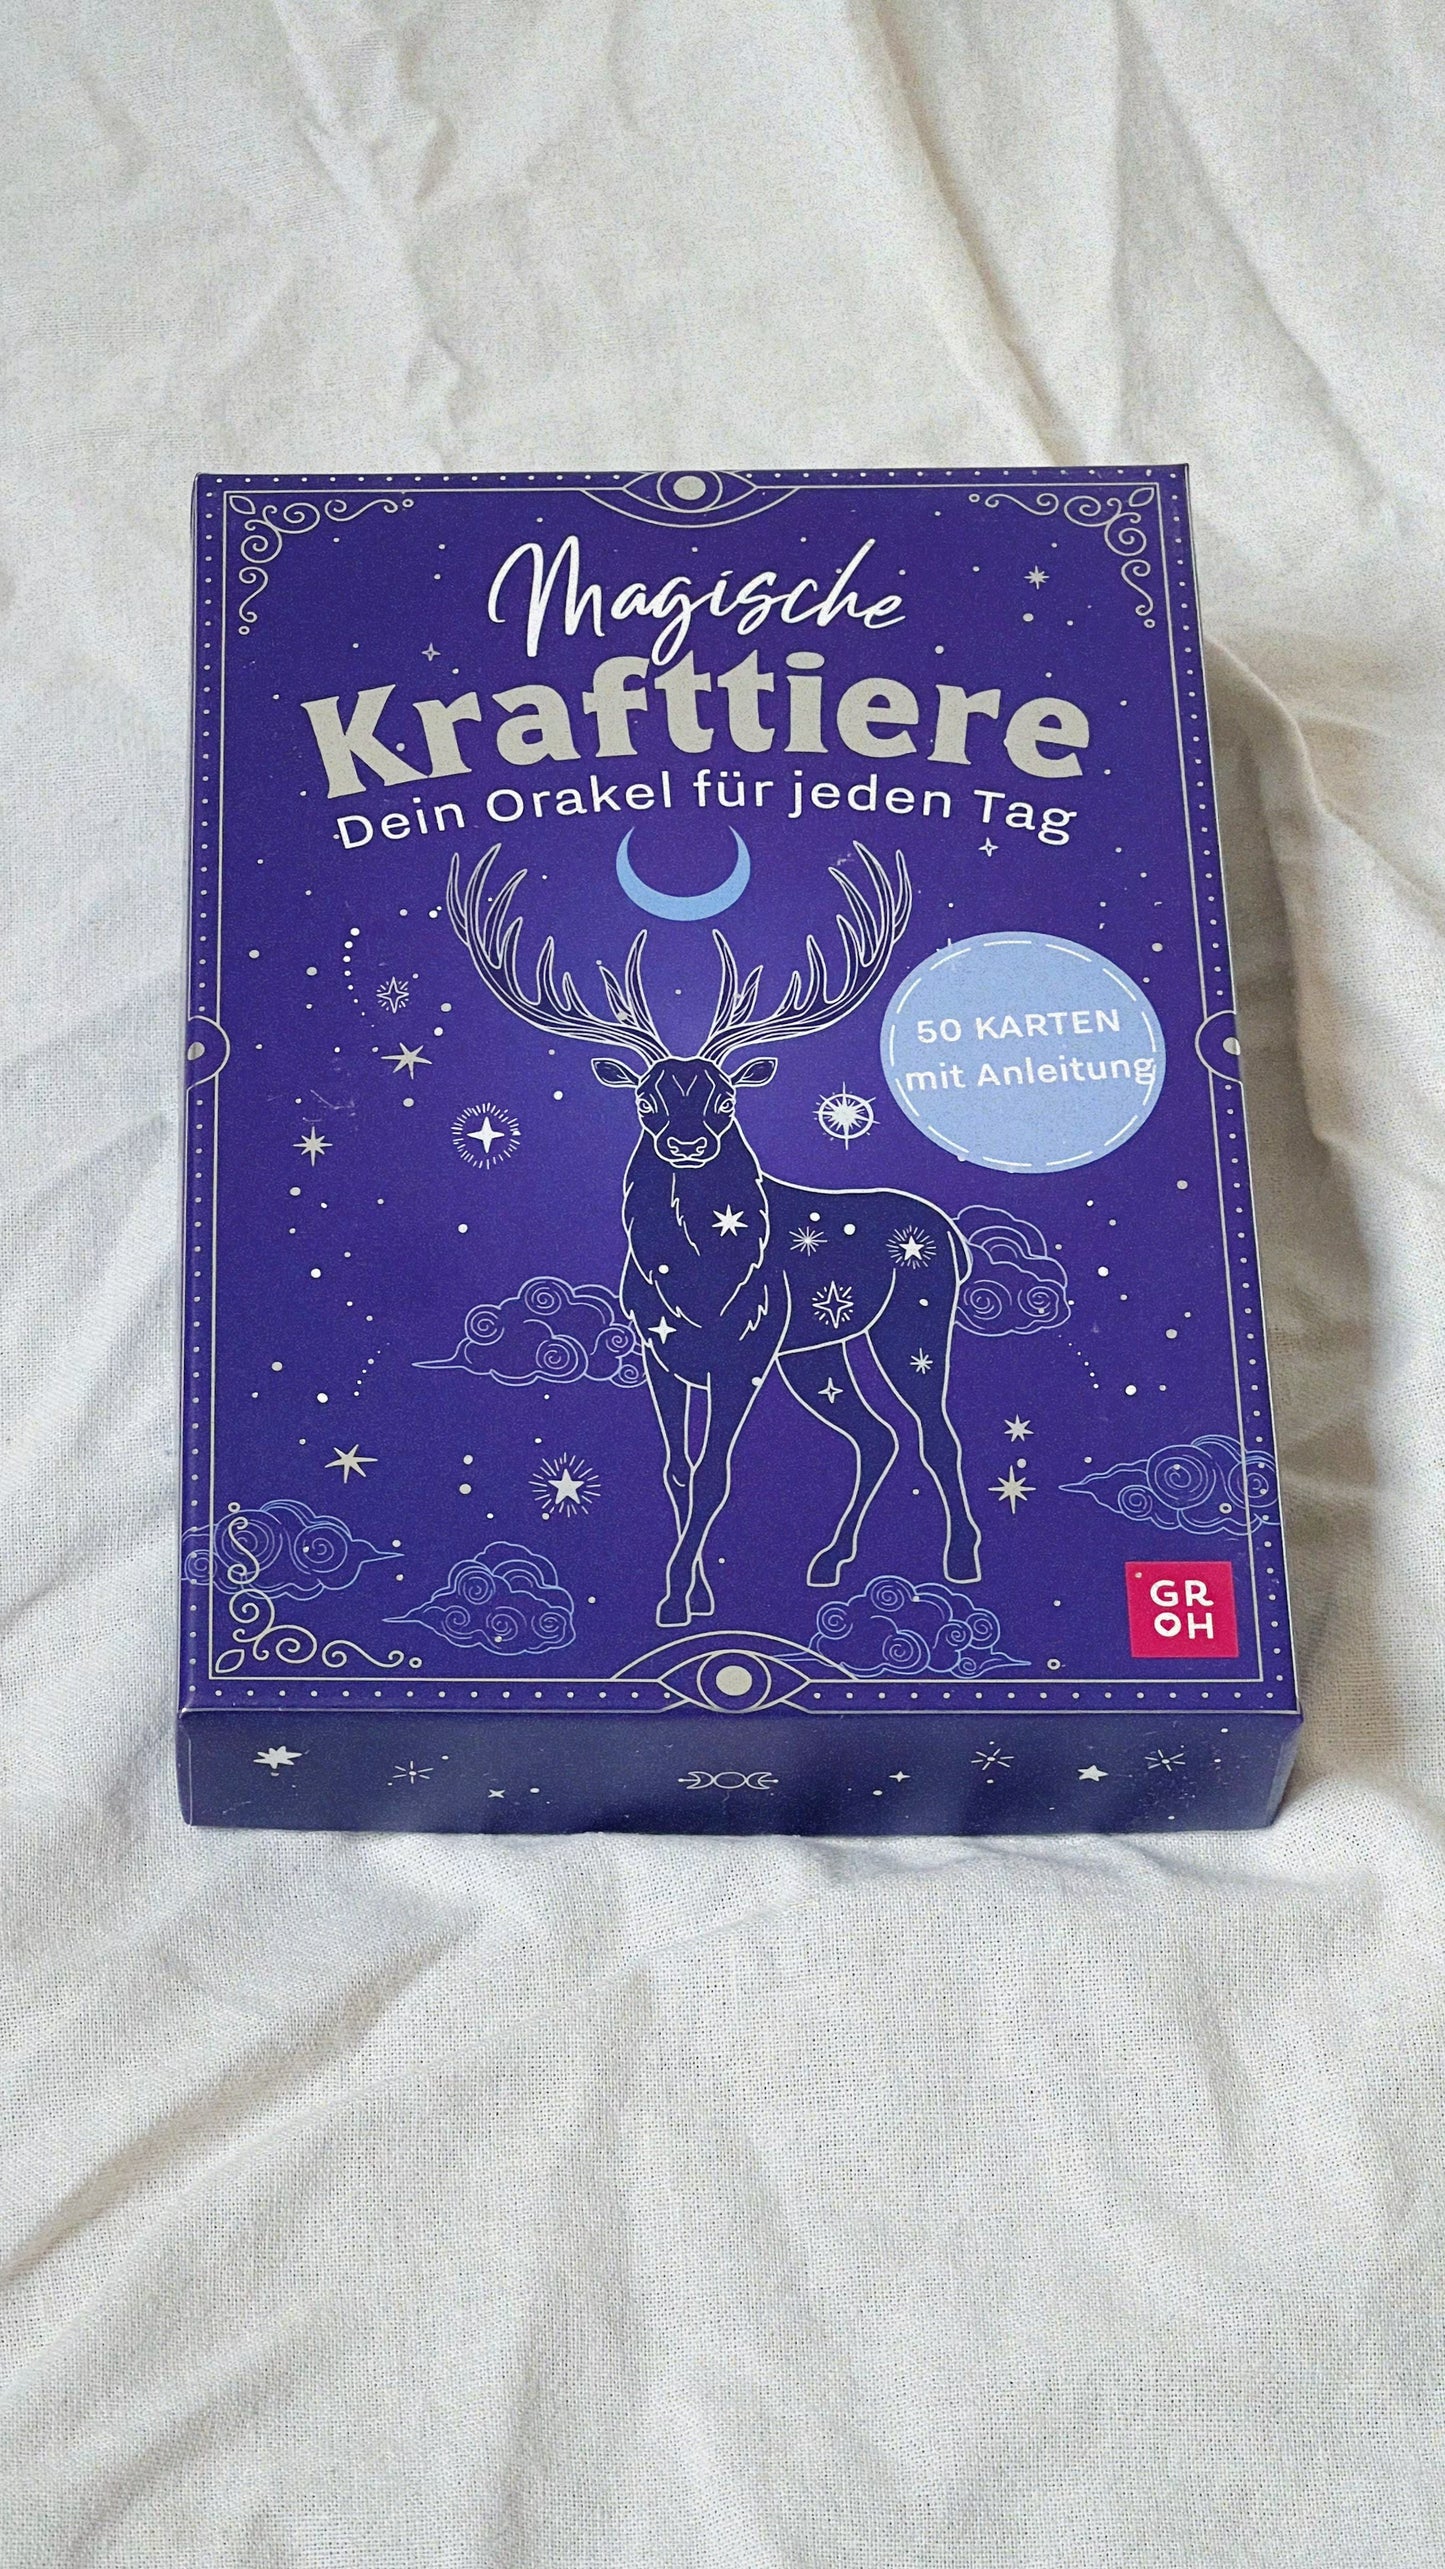 Magische
Krafttiere
Dein Orakel für jeden Tag
50 KARTEN
mit Anleitung
GR
OH